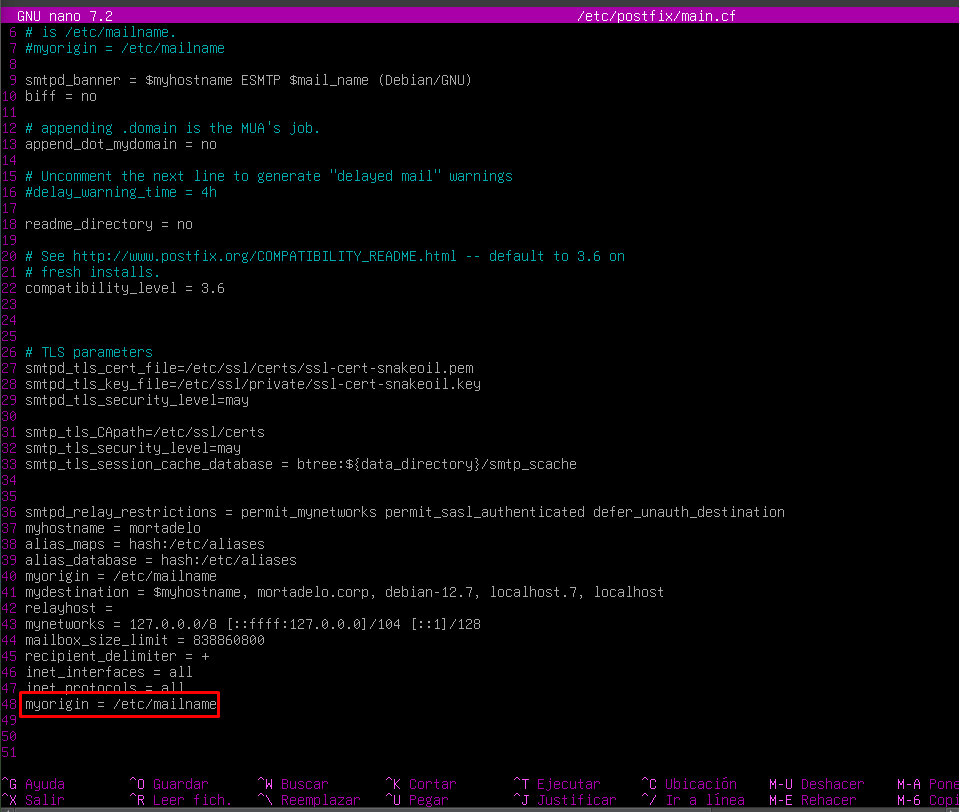 GNU nano 7.2 /etc/postfix/main.cf
6 # is /etc/mailname.
7 #myorigin = /etc/mailname
8
9 smtpd_banner = $myhostname ESMTP $mail_name (Debian/GNU)
10 biff = no
11
12 # appending .domain is the MUA's job.
13 append_dot_mydomain = no
14
15 # Uncomment the next line to generate "delayed mail" warnings
16 #delay_warning_time = 4h
17
18 readme_directory = no
19
20 # See http://www.postfix.org/COMPATIBILITY_README.html -- default to 3.6 on
21 # fresh installs.
22 compatibility_level = 3.6
23
24
25
26 # TLS parameters
27 smtpd_tls_cert_file=/etc/ssl/certs/ssl-cert-snakeoil.pem
28 smtpd_tls_key_file=/etc/ssl/private/ssl-cert-snakeoil.key
29 smtpd_tls_security_level=may
30
31 smtp_tls_CApath=/etc/ssl/certs
32 smtp_tls_security_level=may
33 smtp_tls_session_cache_database = btree:${data_directory}/smtp_scache
34
35
36 smtpd_relay_restrictions = permit_mynetworks permit_sasl_authenticated defer_unauth_destination
37 myhostname = mortadelo
38 alias_maps = hash:/etc/aliases
39 alias_database = hash:/etc/aliases
40 myorigin = /etc/mailname
41 mydestination = $myhostname, mortadelo.corp, debian-12.7, localhost.7, localhost
42 relayhost =
43 mynetworks = 127.0.0.0/8 [::ffff:127.0.0.0]/104 [::1]/128
44 mailbox_size_limit = 838860800
45 recipient_delimiter = +
46 inet_interfaces = all
47 inet_protocols = all
48 myorigin = /etc/mailname
49
50
51
^G Ayuda ^O Guardar ^W Buscar ^K Cortar ^T Ejecutar ^C Ubicación M-U Deshacer M-A Pone
^X Salir ^R Leer fich. ^\ Reemplazar ^U Pegar ^J Justificar ^/ Ir a línea M-E Rehacer M-6 Copi